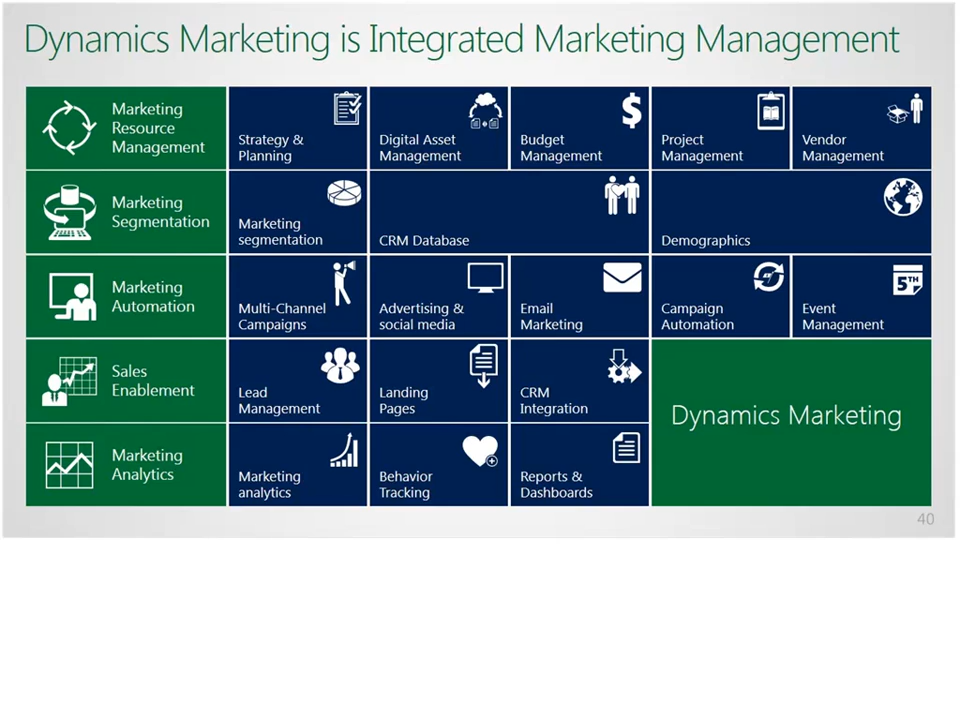 Dynamics Marketing is Integrated Marketing Management
Marketing
Resource
Management
Strategy &
Planning
Digital Asset
Management
$
Budget
Management
Project
Management
Vendor
Management
Marketing
Segmentation
Marketing
segmentation
CRM Database
Demographics
Marketing
Automation
Multi-Channel
Campaigns
Advertising &
social media
Email
Marketing
Campaign
Automation
5TH
Event
Management
Sales
Enablement
Lead
Management
Landing
Pages
CRM
Integration
Dynamics Marketing
Marketing
Analytics
Marketing
analytics
Behavior
Tracking
Reports &
Dashboards
40